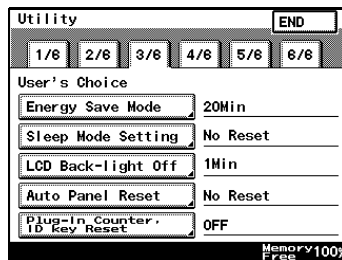 Utility END
1/6 2/6 3/6 4/6 5/6 6/6
User's Choice
Energy Save Mode 20Min
Sleep Mode Setting No Reset
LCD Back-light Off 1Min
Auto Panel Reset No Reset
Plug-In Counter,
ID key Reset OFF
Memory 100%
Free